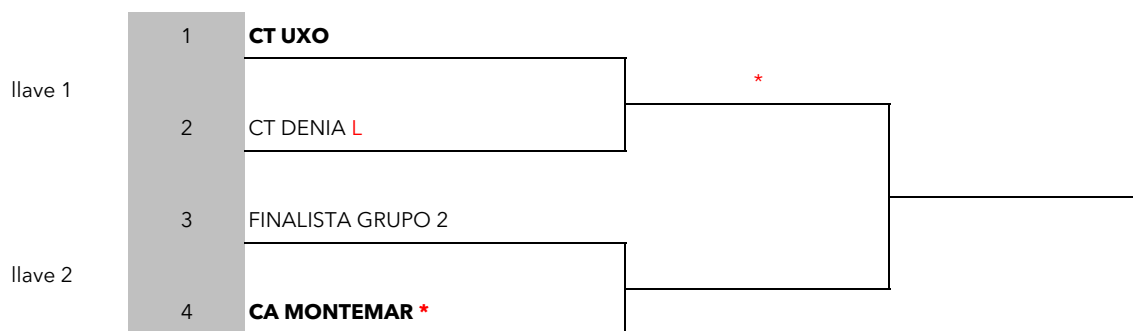 1 CT UXO
llave 1
*
2 CT DENIA L
3 FINALISTA GRUPO 2
llave 2
4 CA MONTEMAR *